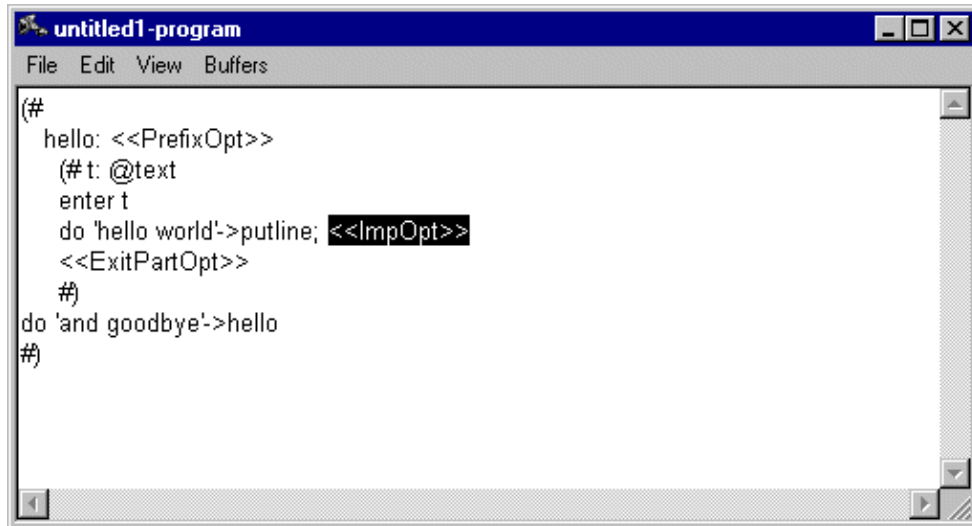 untitled1-program
File Edit View Buffers
(#
hello: <<PrefixOpt>>
(# t: @text
enter t
do 'hello world'->putline; <<ImpOpt>>
<<ExitPartOpt>>
#)
do 'and goodbye'->hello
#)